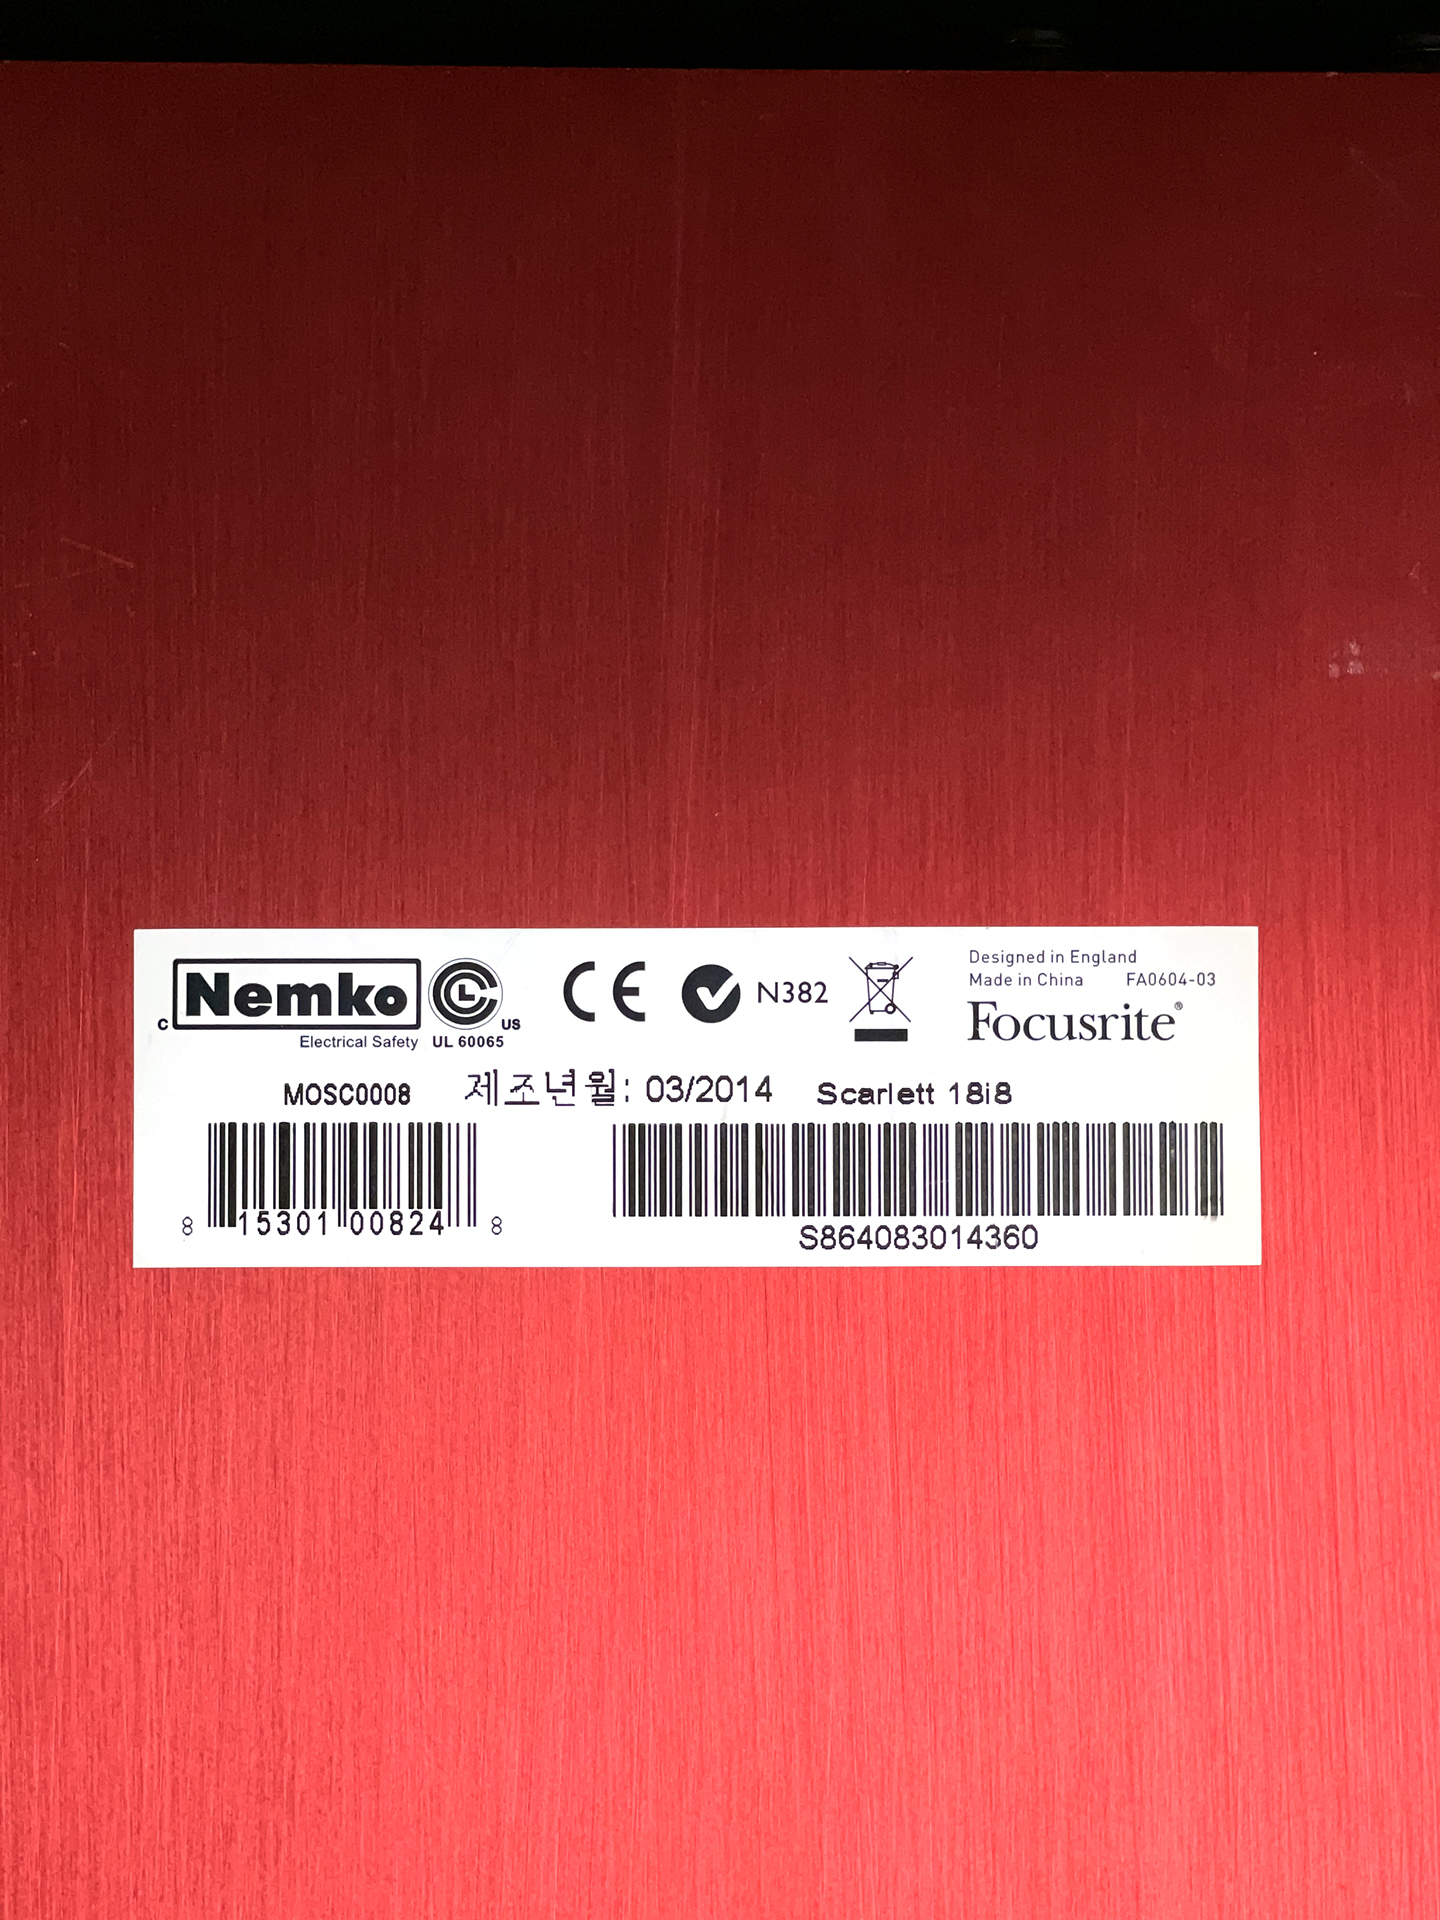 C Nemko US
Electrical Safety UL 60065
CE
N382
Designed in England
Made in China FA0604-03
Focusrite®
MOSC0008 제조년월: 03/2014 Scarlett 18i8
8 15301 00824 8
S864083014360